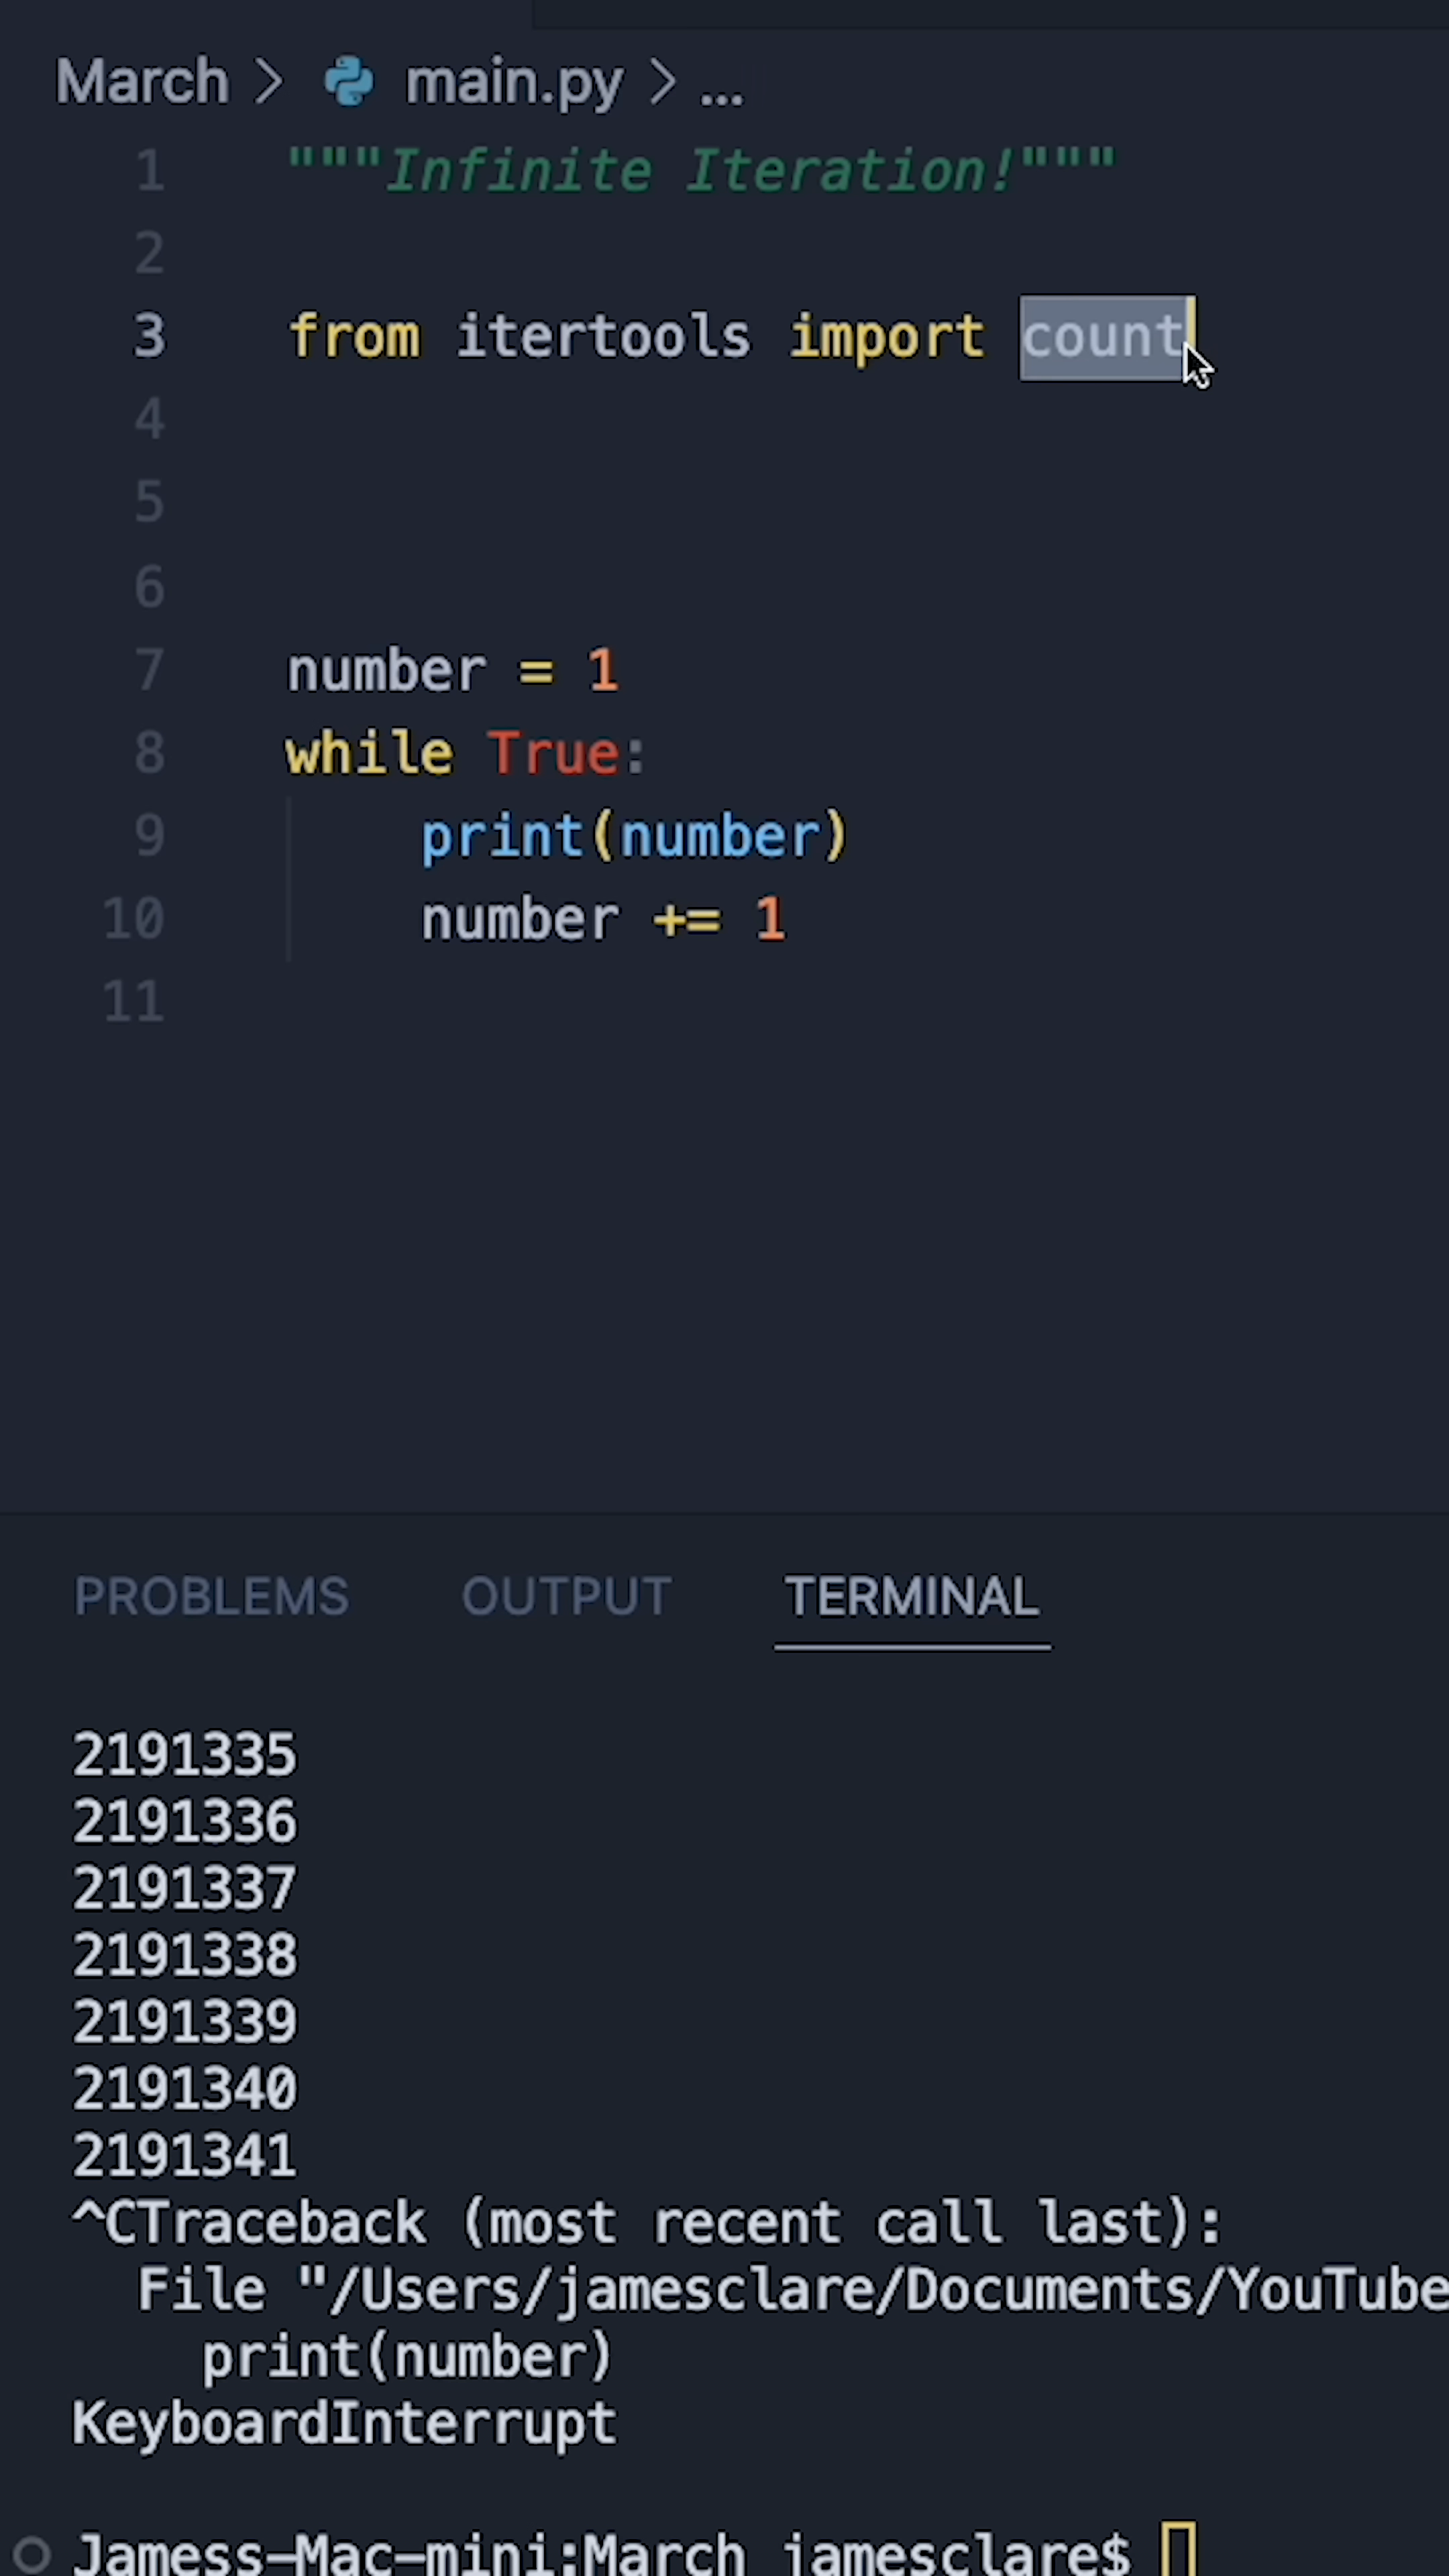 March > main.py > ...
1 """Infinite Iteration!"""
2
3 from itertools import count
4
5
6
7 number = 1
8 while True:
9     print(number)
10     number += 1
11
PROBLEMS OUTPUT TERMINAL
2191335
2191336
2191337
2191338
2191339
2191340
2191341
^CTraceback (most recent call last):
  File "/Users/jamesclare/Documents/YouTube
    print(number)
KeyboardInterrupt
Jamess-Mac-mini:March jamesclare$